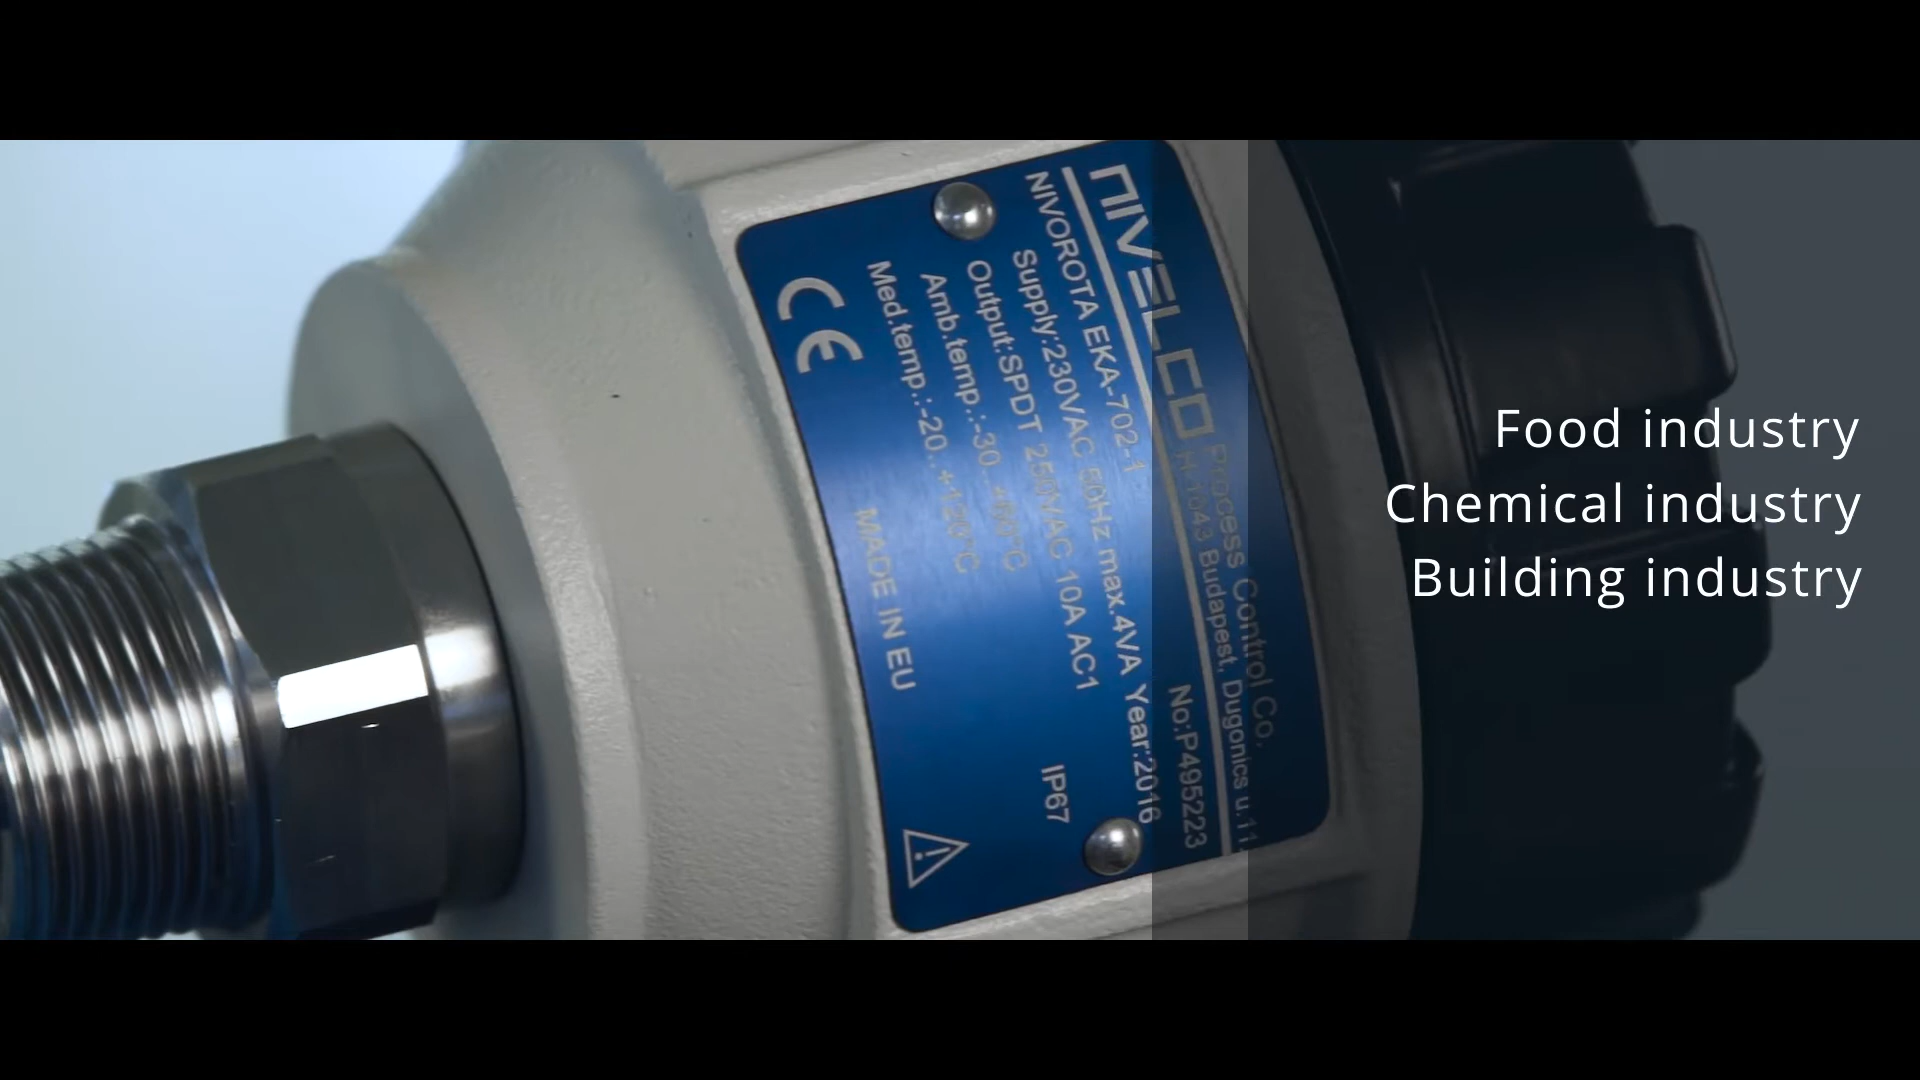 NIVELCO Process Control Co.
H-1043 Budapest, Dugonics u.11.
NIVOROTA EKA-702-1 No:P495223
Supply:230VAC 50Hz max.4VA Year:2016
Output:SPDT 250VAC 10A AC1
Amb.temp.:-30..+60°C IP67
Med.temp.:-20..+120°C
CE MADE IN EU
Food industry
Chemical industry
Building industry